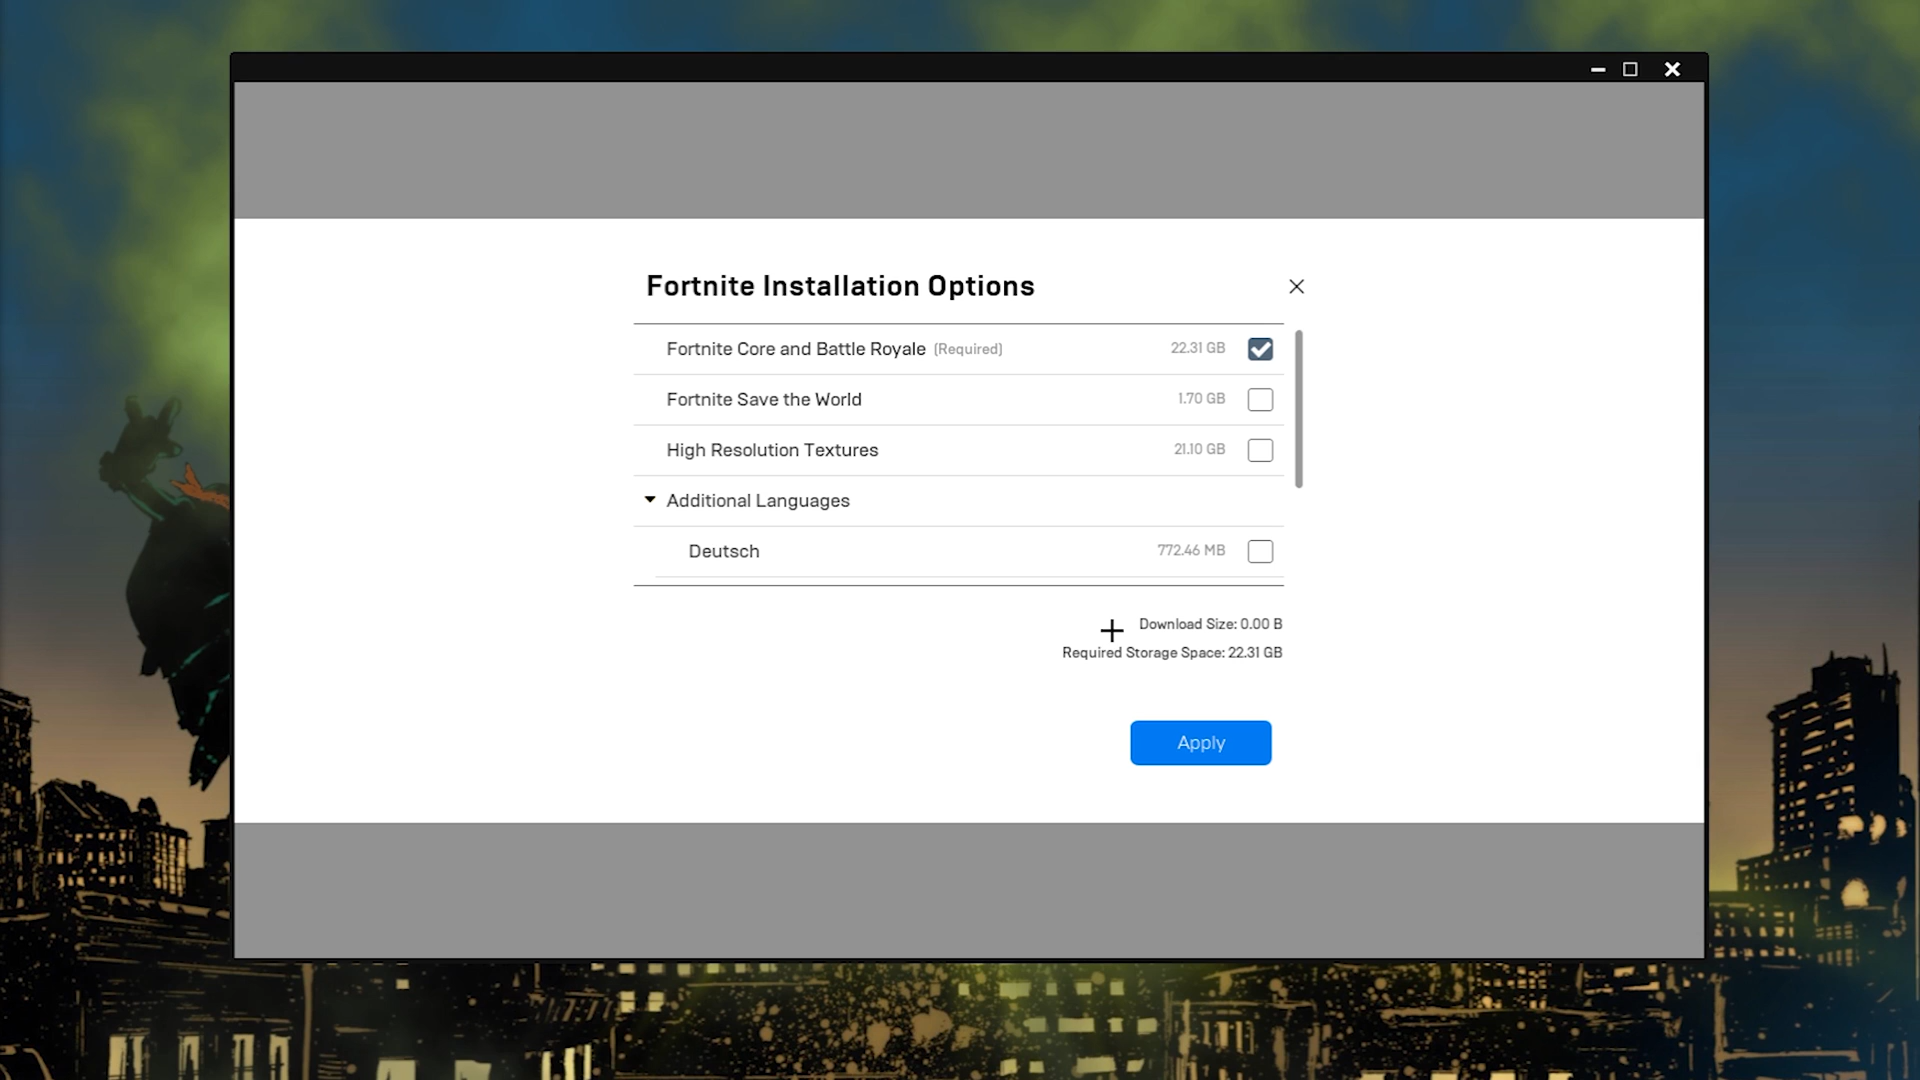 Fortnite Installation Options
Fortnite Core and Battle Royale (Required) 22.31 GB
Fortnite Save the World 1.70 GB
High Resolution Textures 21.10 GB
Additional Languages
Deutsch 772.46 MB
Download Size: 0.00 B
Required Storage Space: 22.31 GB
Apply